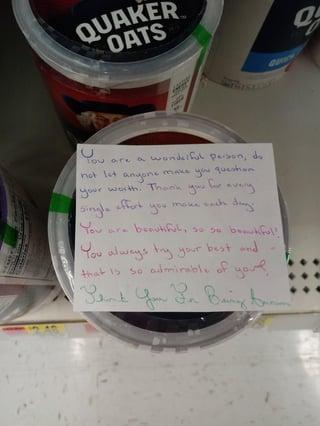 QUAKER
OATS
QU
QUICK
You are a wonderful person, do
not let anyone make you question
your worth. Thank you for every
single effort you make each day.
You are beautiful, so so beautiful!
You always try your best and -
that is so admirable of you!
Thank You For Being